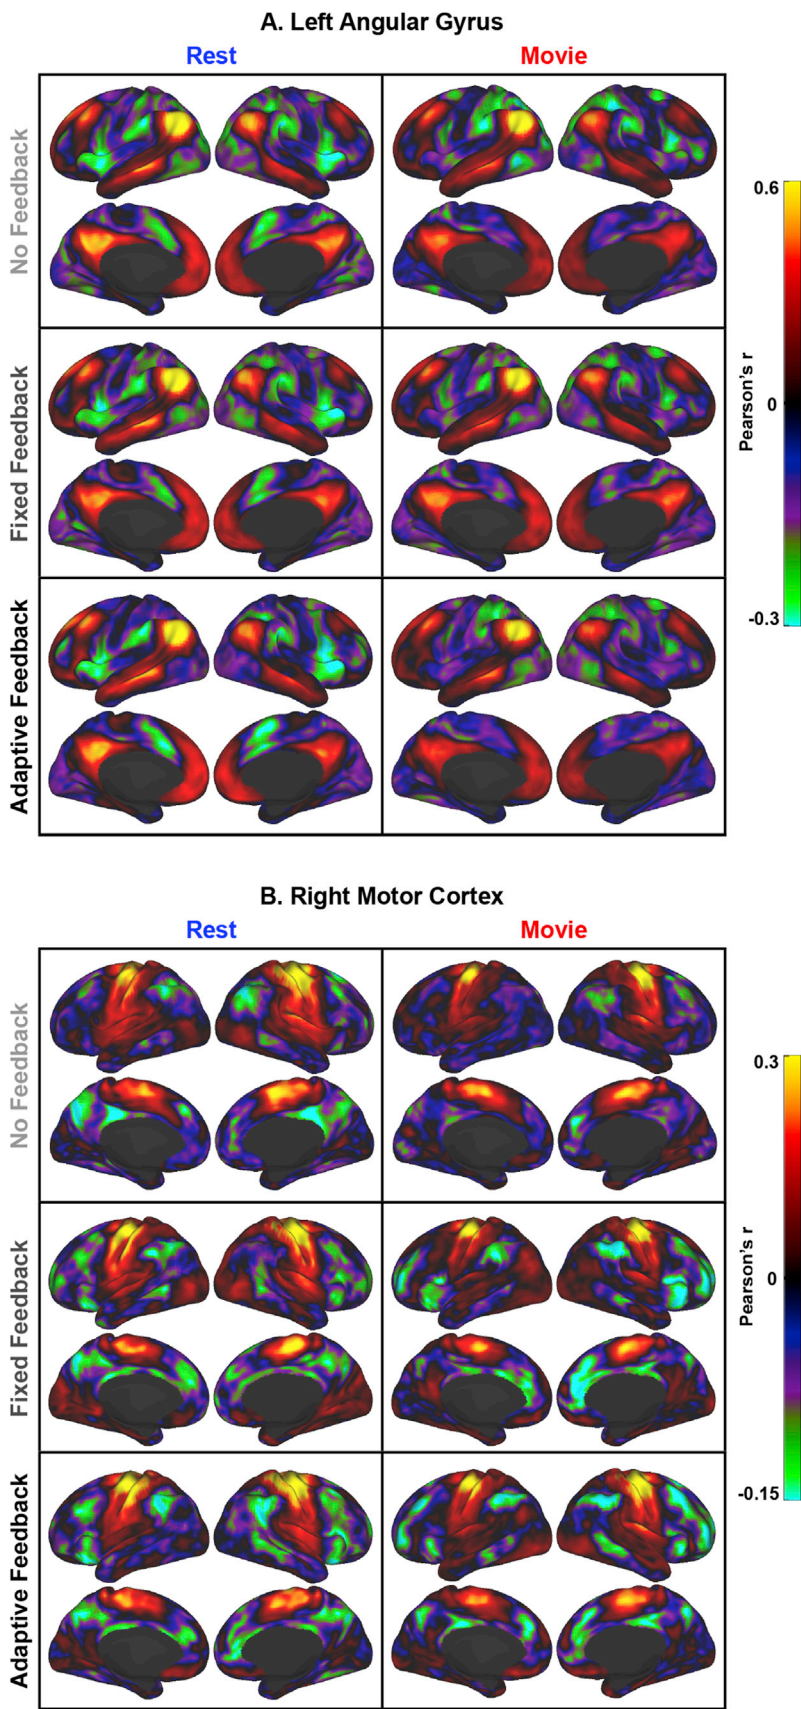 A. Left Angular Gyrus
Rest
Movie
No Feedback
Fixed Feedback
Adaptive Feedback
0.6
0
-0.3
Pearson's r
B. Right Motor Cortex
Rest
Movie
No Feedback
Fixed Feedback
Adaptive Feedback
0.3
0
-0.15
Pearson's r